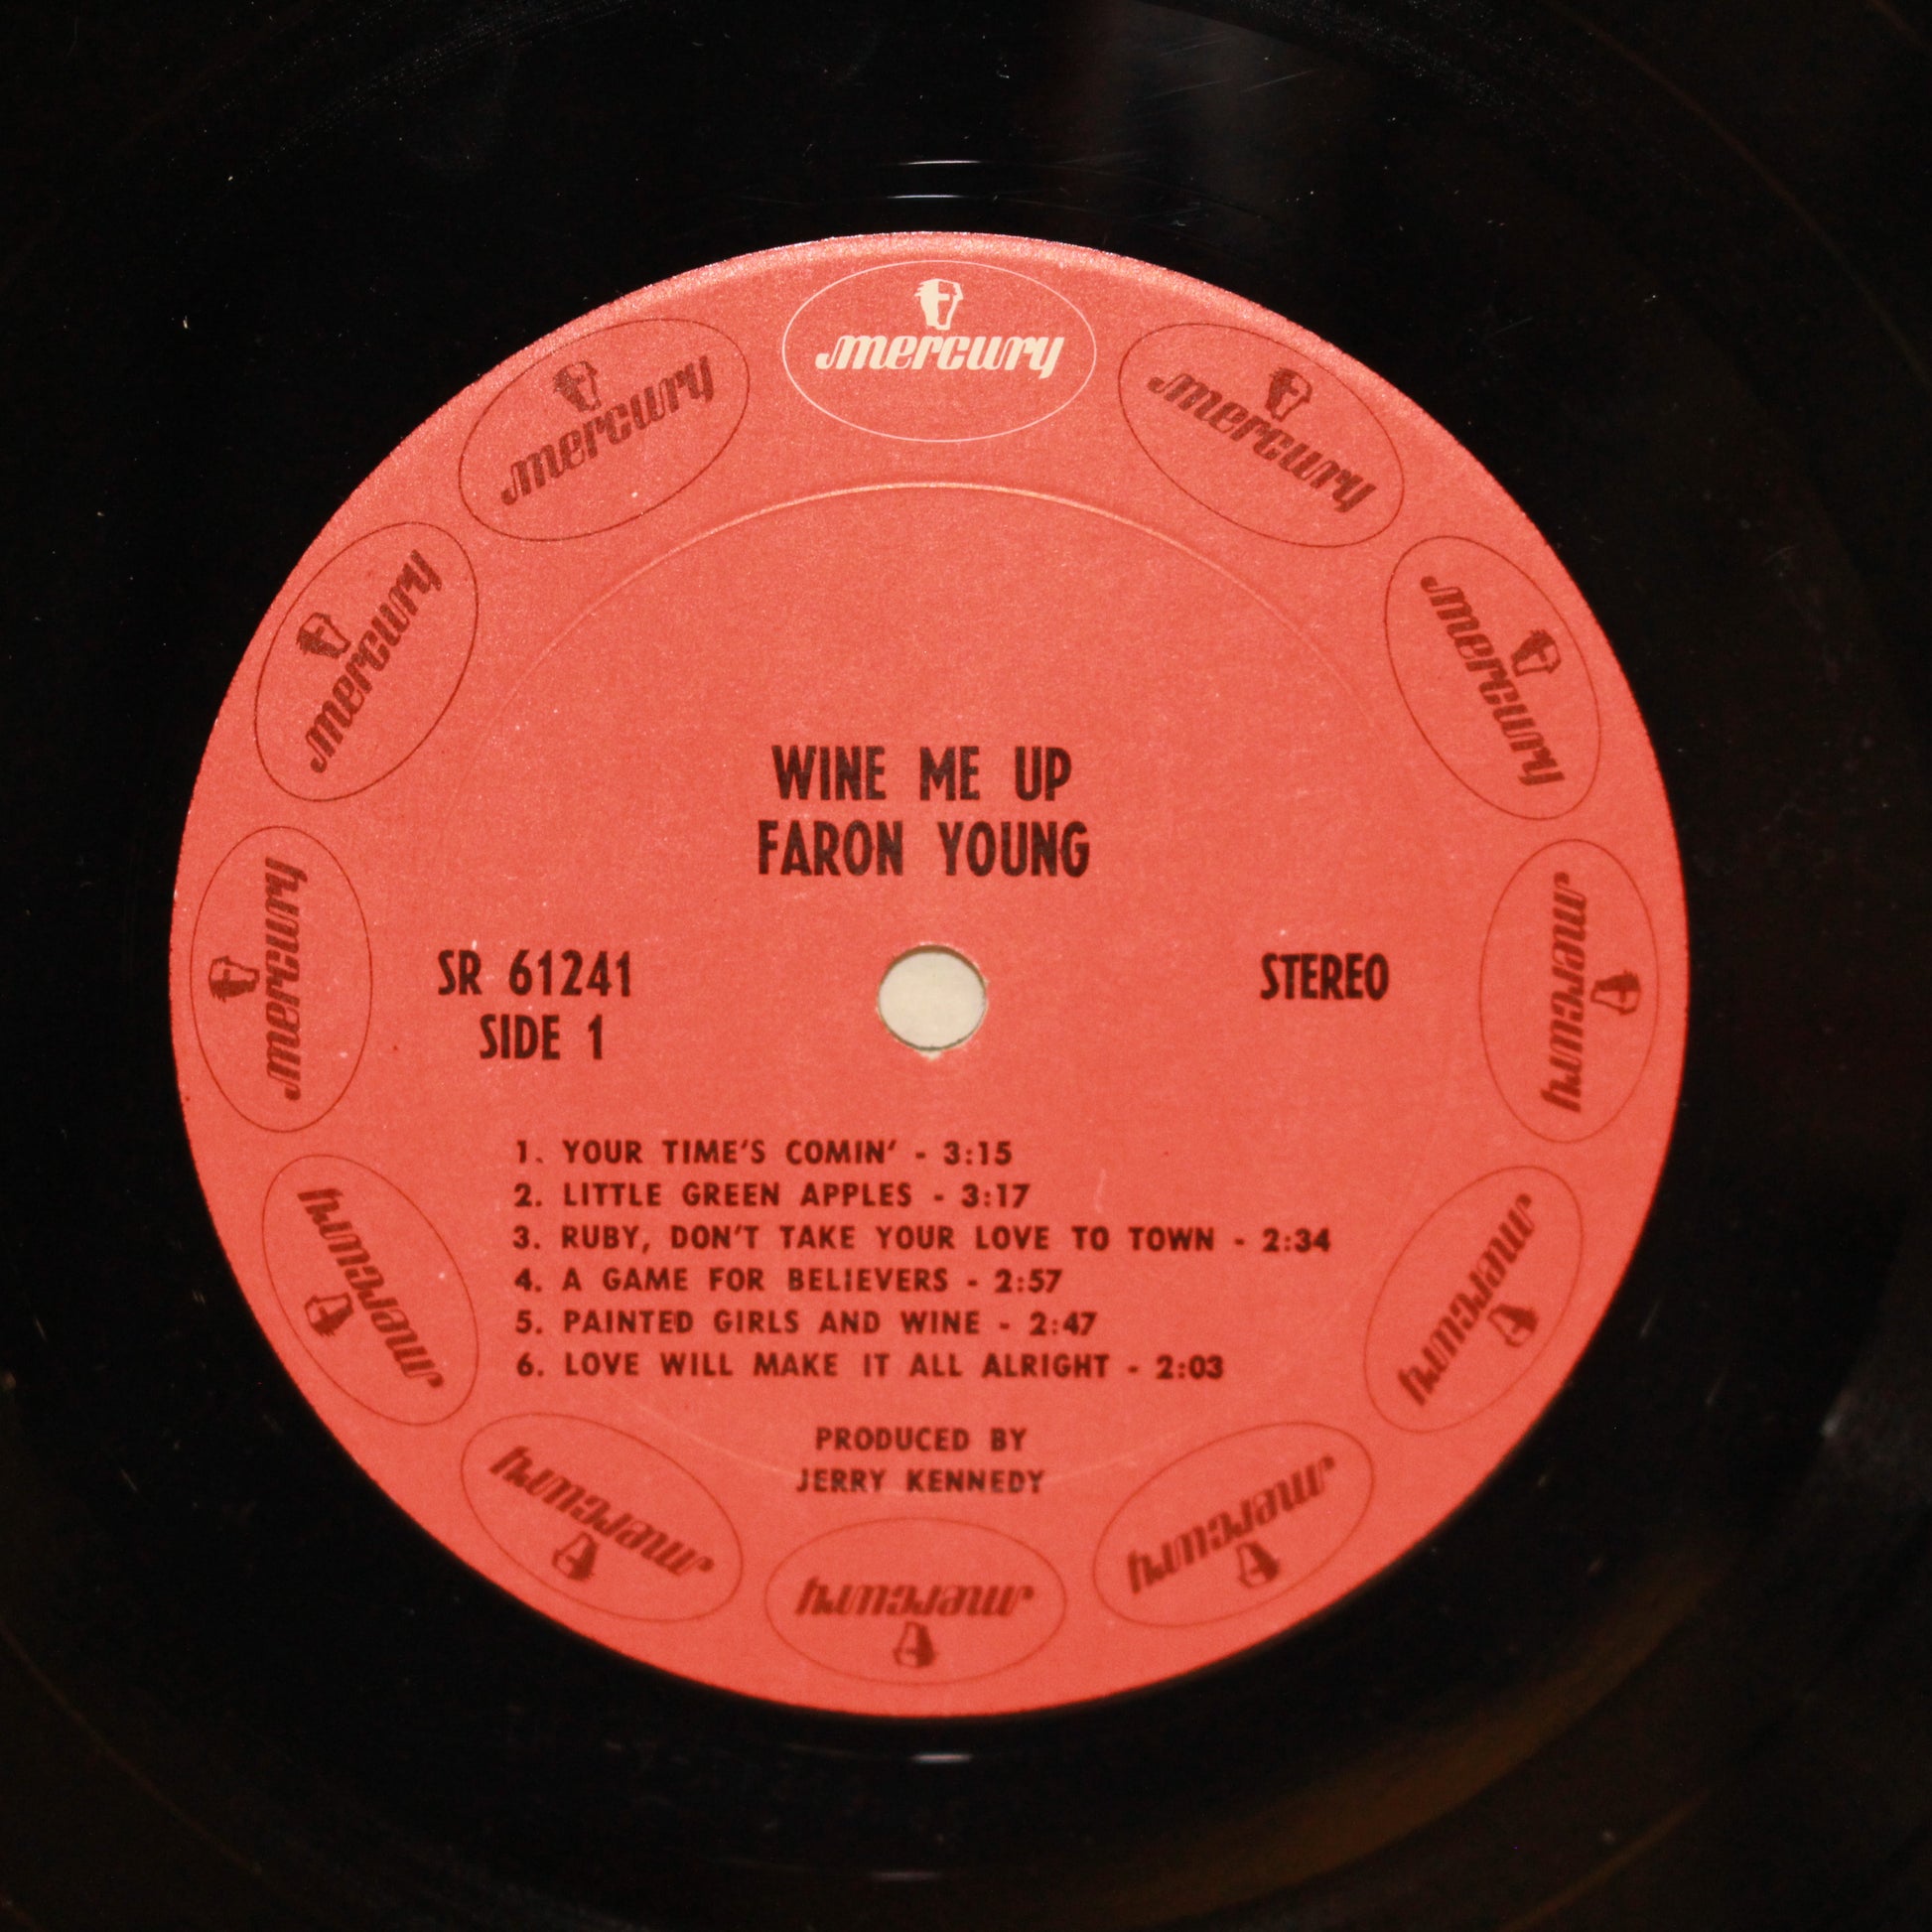 mercury
mercury
mercury
mercury
mercury
mercury
mercury
mercury
mercury
mercury
mercury
mercury
WINE ME UP
FARON YOUNG
SR 61241
SIDE 1
STEREO
1. YOUR TIME'S COMIN' - 3:15
2. LITTLE GREEN APPLES - 3:17
3. RUBY, DON'T TAKE YOUR LOVE TO TOWN - 2:34
4. A GAME FOR BELIEVERS - 2:57
5. PAINTED GIRLS AND WINE - 2:47
6. LOVE WILL MAKE IT ALL ALRIGHT - 2:03
PRODUCED BY
JERRY KENNEDY